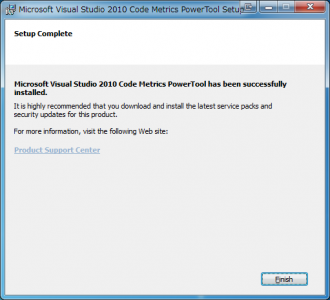 Microsoft Visual Studio 2010 Code Metrics PowerTool Setup
Setup Complete
Microsoft Visual Studio 2010 Code Metrics PowerTool has been successfully
installed.
It is highly recommended that you download and install the latest service packs and
security updates for this product.
For more information, visit the following Web site:
Product Support Center
Finish